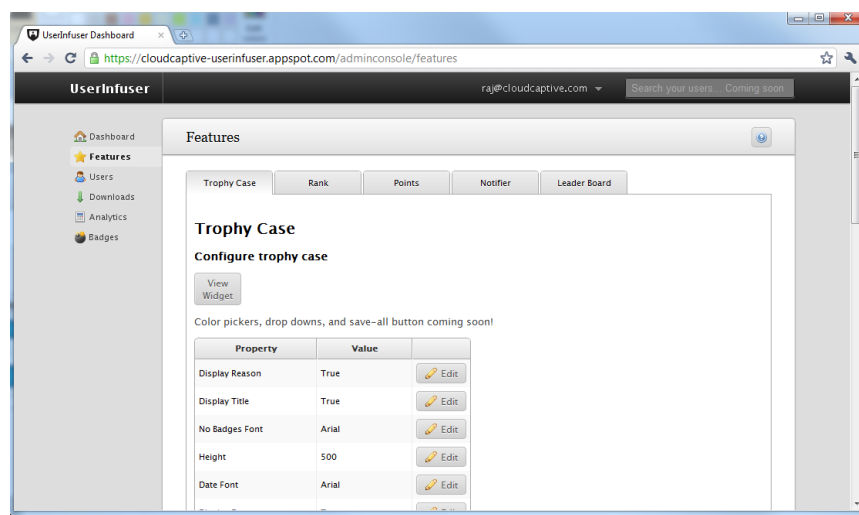 UserInfuser Dashboard
https://cloudcaptive-userinfuser.appspot.com/adminconsole/features
UserInfuser
raj@cloudcaptive.com
Search your users... Coming soon
Dashboard
Features
Users
Downloads
Analytics
Badges
Features
Trophy Case Rank Points Notifier Leader Board
Trophy Case
Configure trophy case
View
Widget
Color pickers, drop downs, and save-all button coming soon!
Property Value
Display Reason True Edit
Display Title True Edit
No Badges Font Arial Edit
Height 500 Edit
Date Font Arial Edit